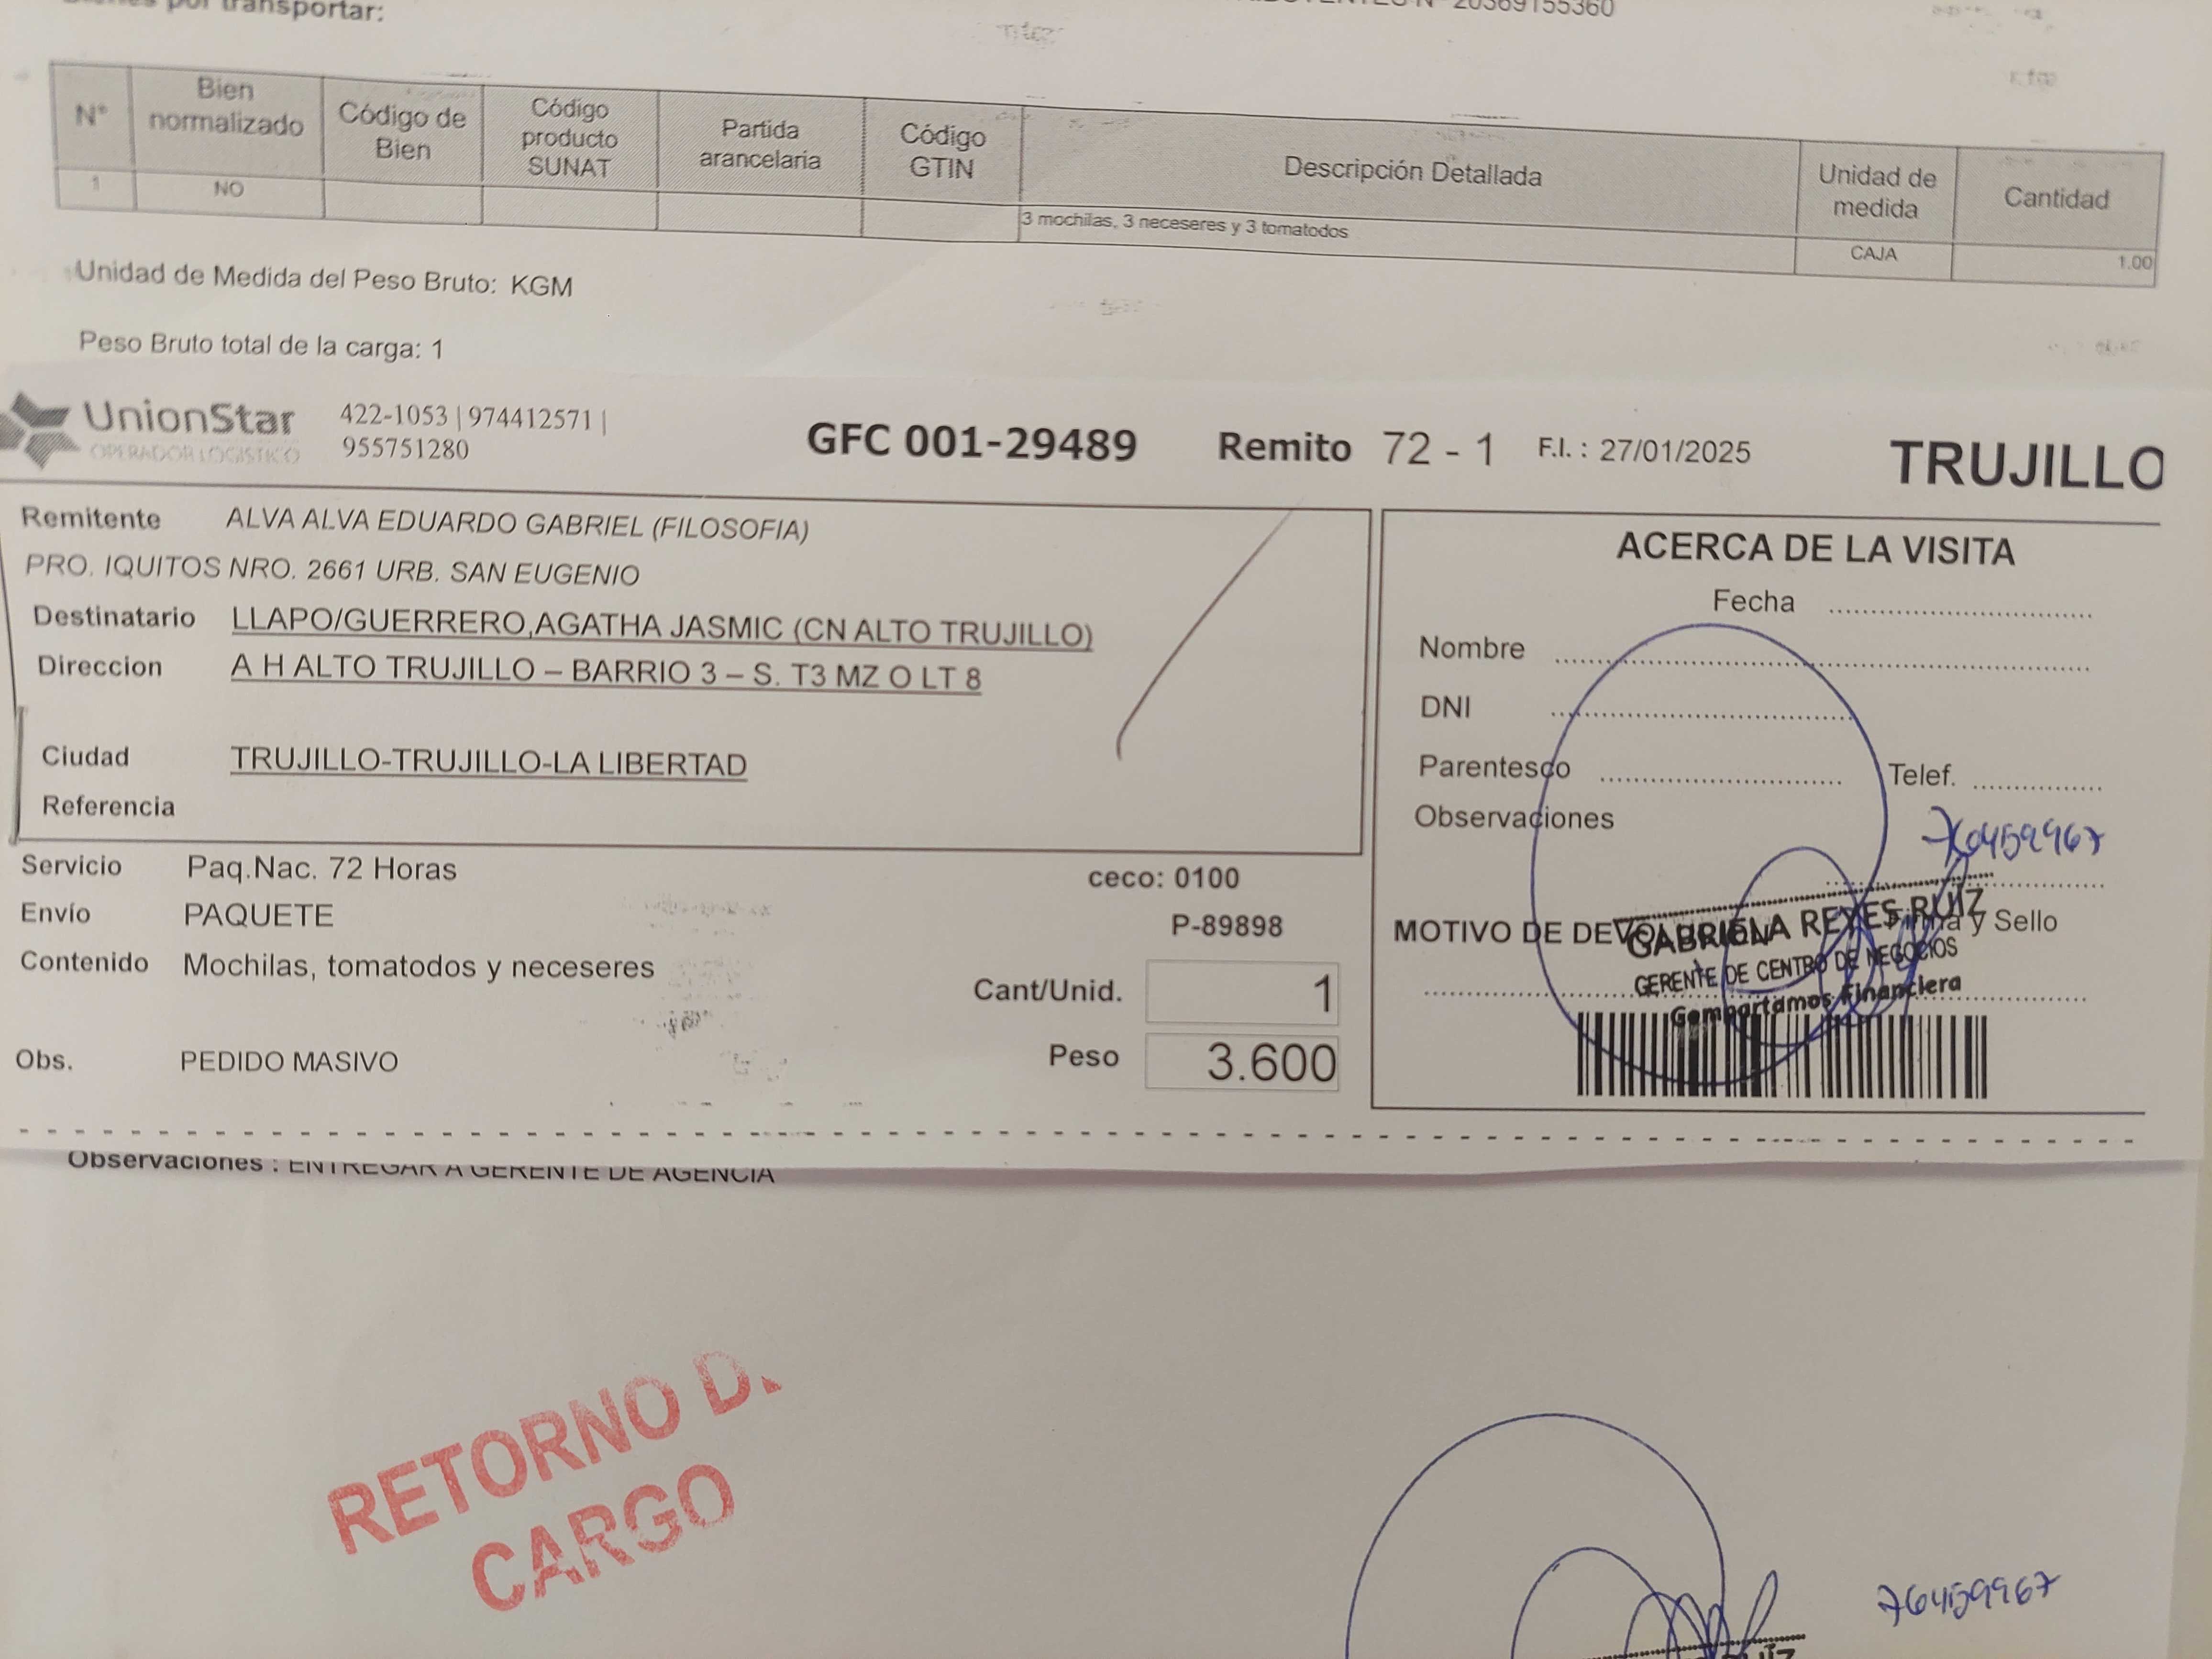 transportar:
20369155360
N° Bien normalizado Código de Bien Código producto SUNAT Partida arancelaria Código GTIN Descripción Detallada Unidad de medida Cantidad
1 NO 3 mochilas, 3 neceseres y 3 tomatodos CAJA 1.00
Unidad de Medida del Peso Bruto: KGM
Peso Bruto total de la carga: 1
UnionStar
OPERADOR LOGISTICO
422-1053 | 974412571 |
955751280
GFC 001-29489 Remito 72 - 1 F.I. : 27/01/2025 TRUJILLO
Remitente ALVA ALVA EDUARDO GABRIEL (FILOSOFIA)
PRO. IQUITOS NRO. 2661 URB. SAN EUGENIO
Destinatario LLAPO/GUERRERO,AGATHA JASMIC (CN ALTO TRUJILLO)
Direccion A H ALTO TRUJILLO – BARRIO 3 – S. T3 MZ O LT 8
Ciudad TRUJILLO-TRUJILLO-LA LIBERTAD
Referencia
Servicio Paq.Nac. 72 Horas
Envío PAQUETE
Contenido Mochilas, tomatodos y neceseres
Obs. PEDIDO MASIVO
ceco: 0100
P-89898
Cant/Unid. 1
Peso 3.600
ACERCA DE LA VISITA
Fecha
Nombre
DNI
Parentesco Telef.
Observaciones
MOTIVO DE Firma y Sello
GABRIELA REYES RUIZ
GERENTE DE CENTRO DE NEGOCIOS
Compartamos Financiera
Observaciones : ENTREGAR A GERENTE DE AGENCIA
RETORNO D
CARGO